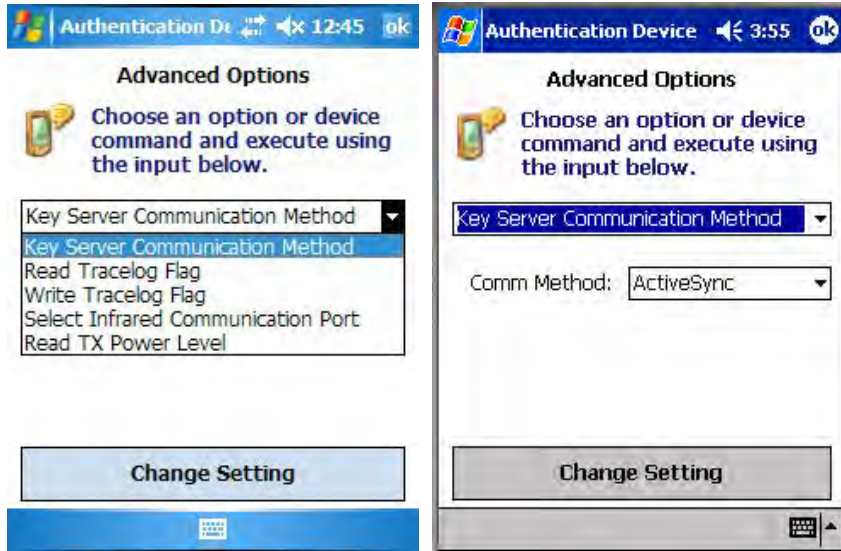 Authentication De 12:45 ok
Advanced Options
Choose an option or device
command and execute using
the input below.
Key Server Communication Method
Key Server Communication Method
Read Tracelog Flag
Write Tracelog Flag
Select Infrared Communication Port
Read TX Power Level
Change Setting
Authentication Device 3:55 ok
Advanced Options
Choose an option or device
command and execute using
the input below.
Key Server Communication Method
Comm Method: ActiveSync
Change Setting